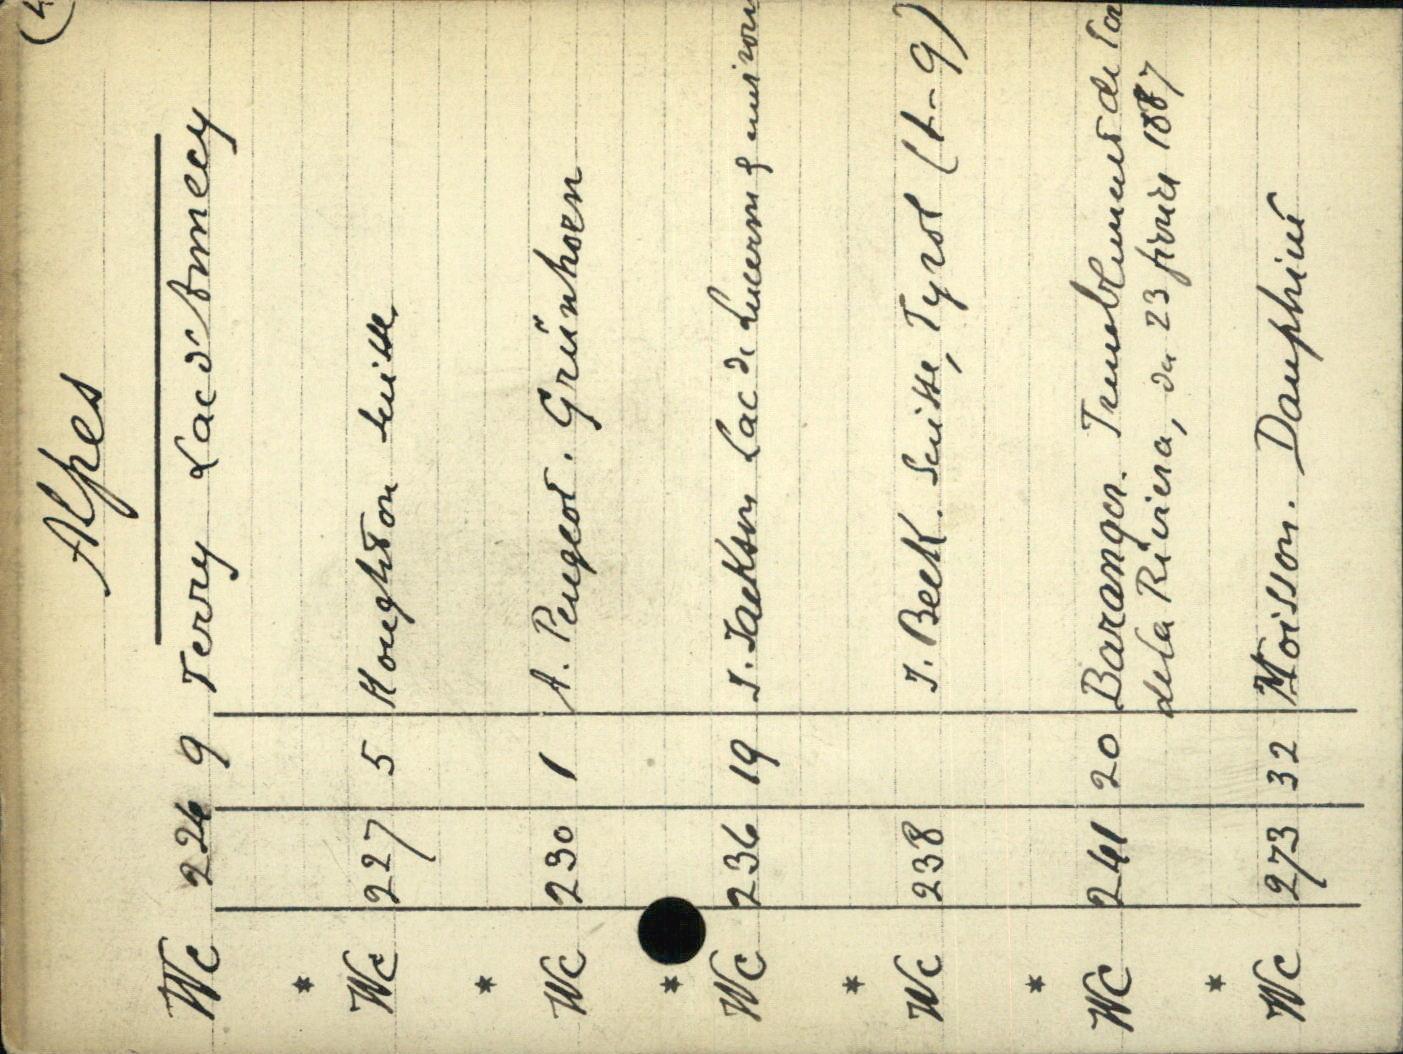 (4
Alpes
Wc 224 9 Terry Lac d'Annecy
*
Wc 227 5 Houghton Suisse
*
Wc 230 1 A. Peugeot. Grünhorn
*
Wc 236 19 J. Jackson Lac de Lucerne & environ
*
Wc 238 J. Beck. Suisse, Tyrol (1-9)
*
Wc 241 20 Baranger. Tremblement de Ter
de la Riviera, du 23 février 1887
*
Wc 273 32 Moisson. Dauphiné